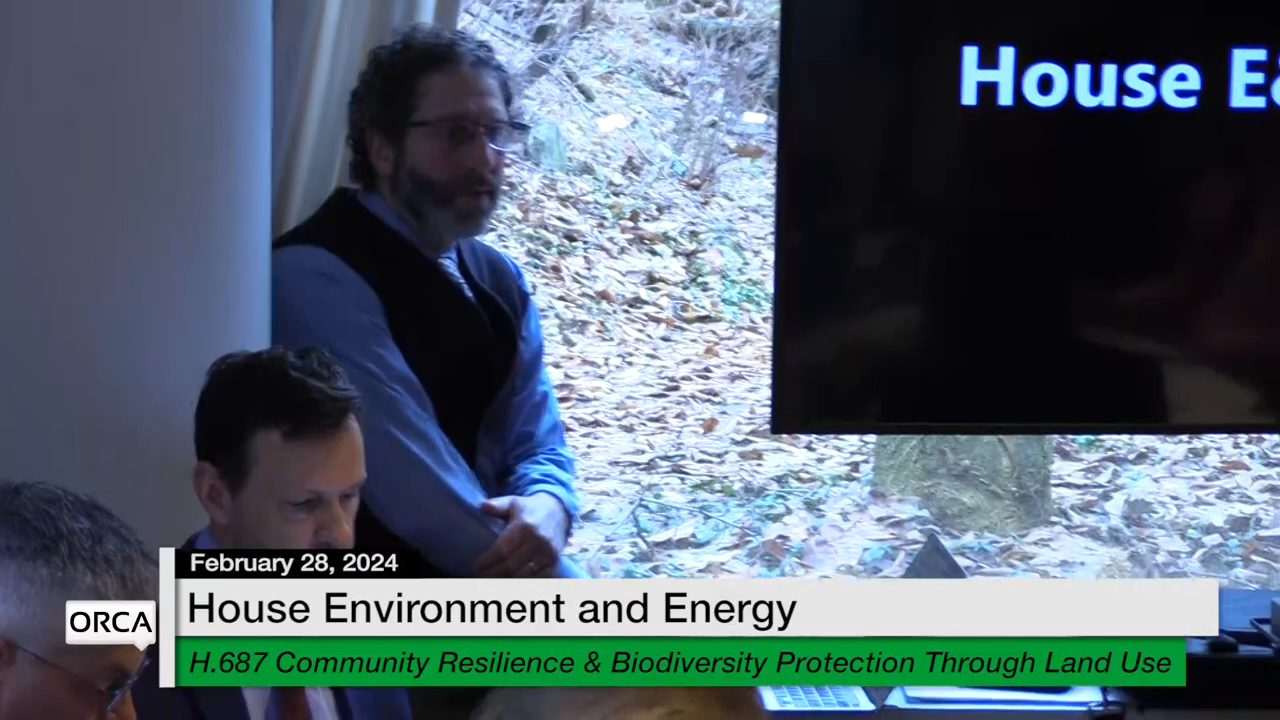 House E&
February 28, 2024
House Environment and Energy
ORCA
H.687 Community Resilience & Biodiversity Protection Through Land Use